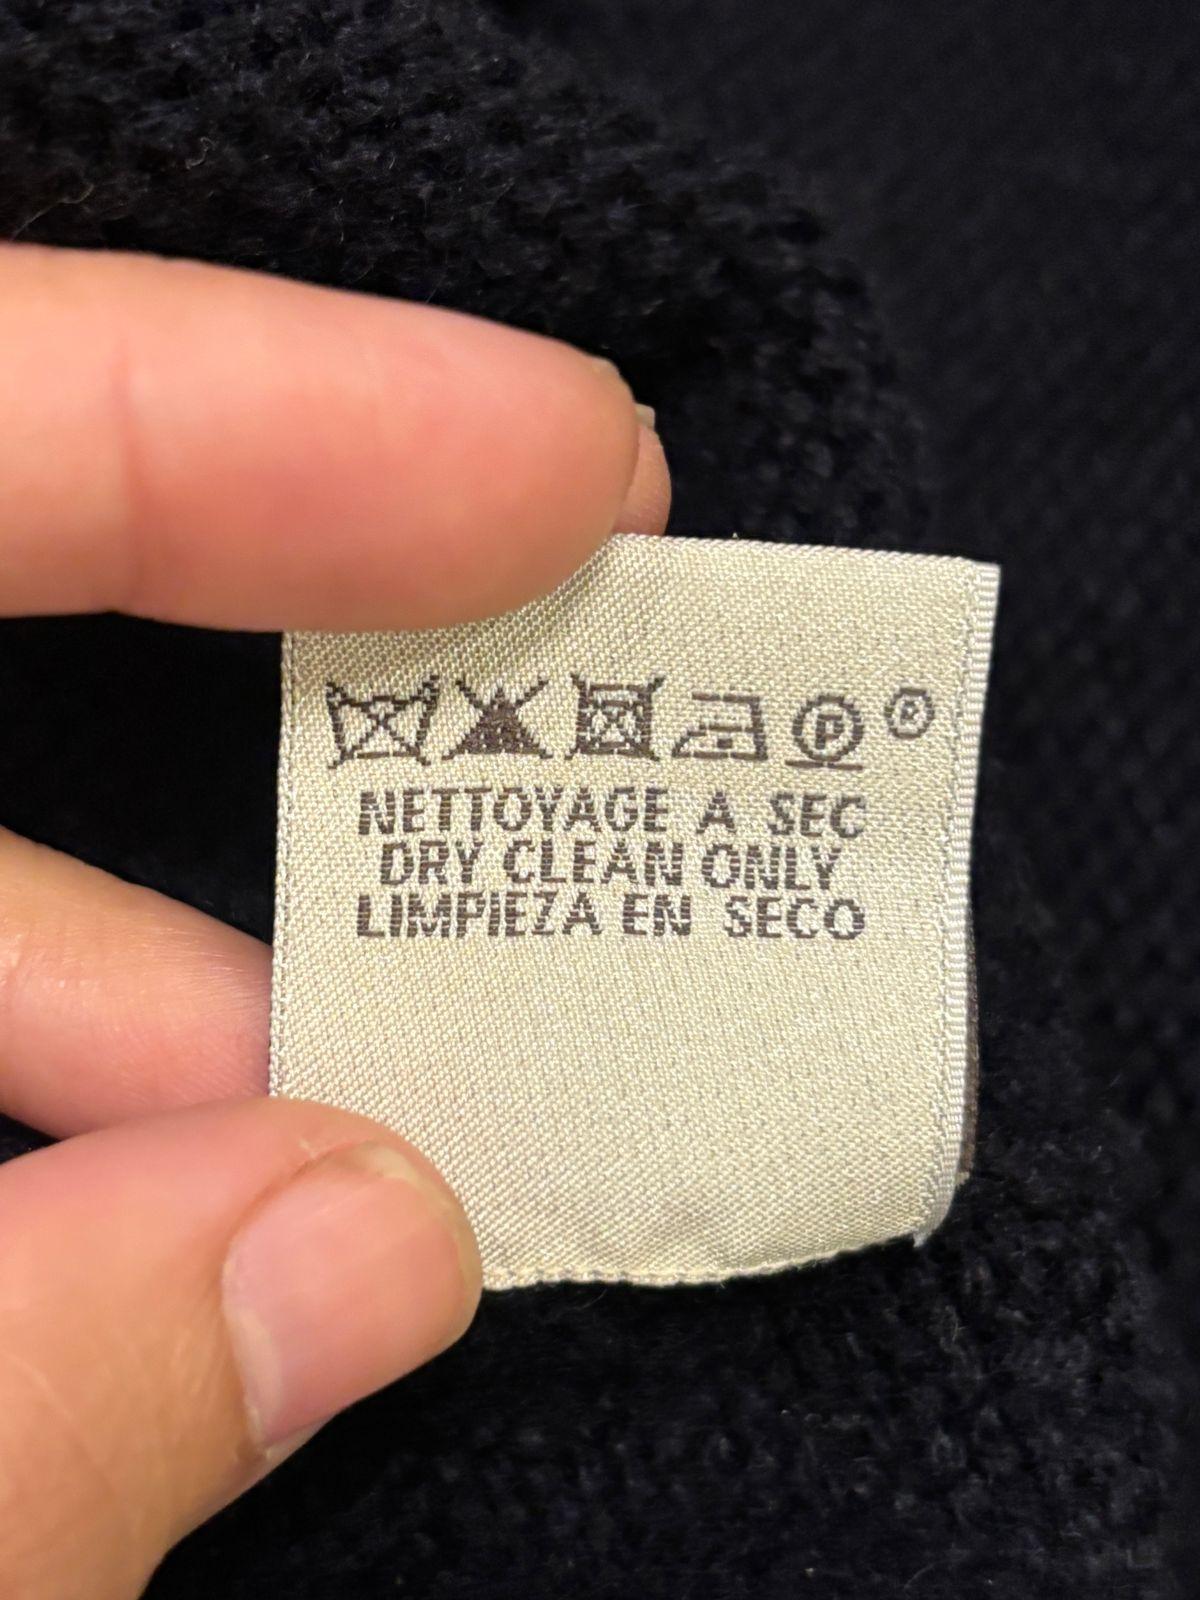 P ®
NETTOYAGE A SEC
DRY CLEAN ONLY
LIMPIEZA EN SECO